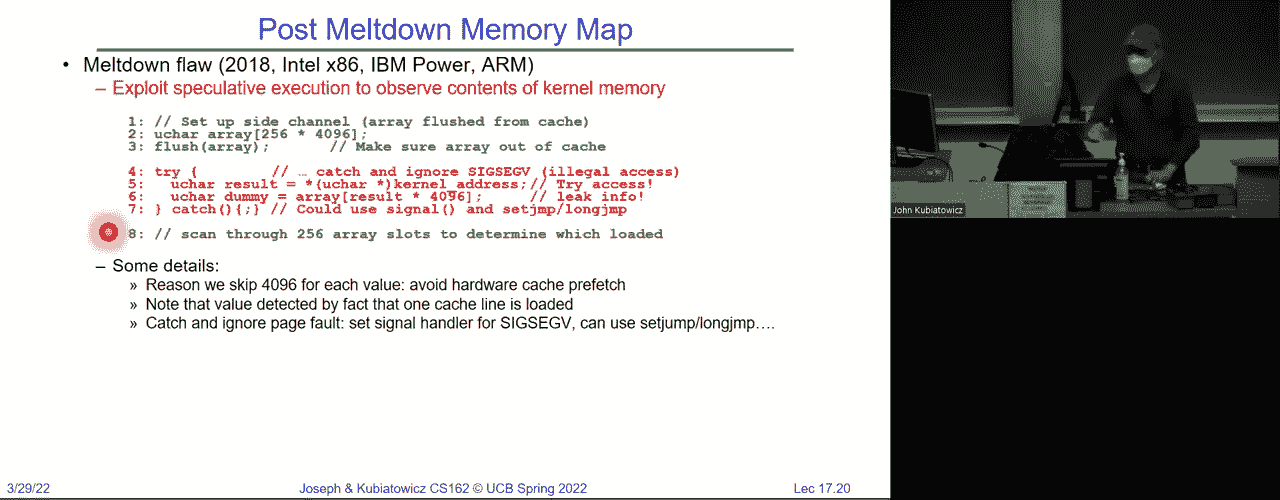 Post Meltdown Memory Map
• Meltdown flaw (2018, Intel x86, IBM Power, ARM)
– Exploit speculative execution to observe contents of kernel memory
1: // Set up side channel (array flushed from cache)
2: uchar array[256 * 4096];
3: flush(array); // Make sure array out of cache
4: try { // … catch and ignore SIGSEGV (illegal access)
5: uchar result = *(uchar *)kernel_address;// Try access!
6: uchar dummy = array[result * 4096]; // leak info!
7: } catch(){;} // Could use signal() and setjmp/longjmp
8: // scan through 256 array slots to determine which loaded
– Some details:
» Reason we skip 4096 for each value: avoid hardware cache prefetch
» Note that value detected by fact that one cache line is loaded
» Catch and ignore page fault: set signal handler for SIGSEGV, can use setjump/longjmp….
3/29/22
Joseph & Kubiatowicz CS162 © UCB Spring 2022
Lec 17.20
John Kubiatowicz